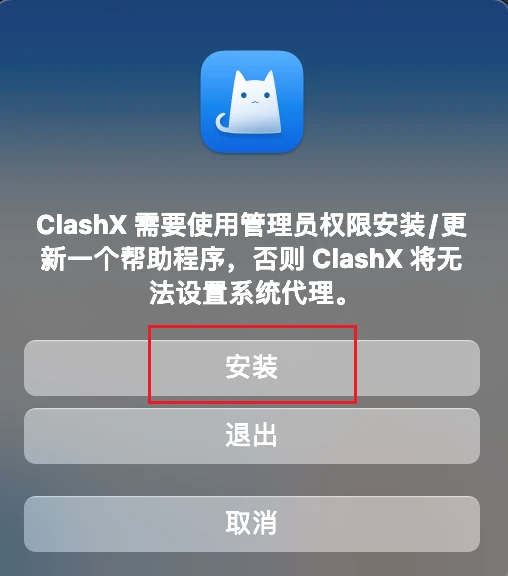 ClashX 需要使用管理员权限安装/更
新一个帮助程序，否则 ClashX 将无
法设置系统代理。
安装
退出
取消